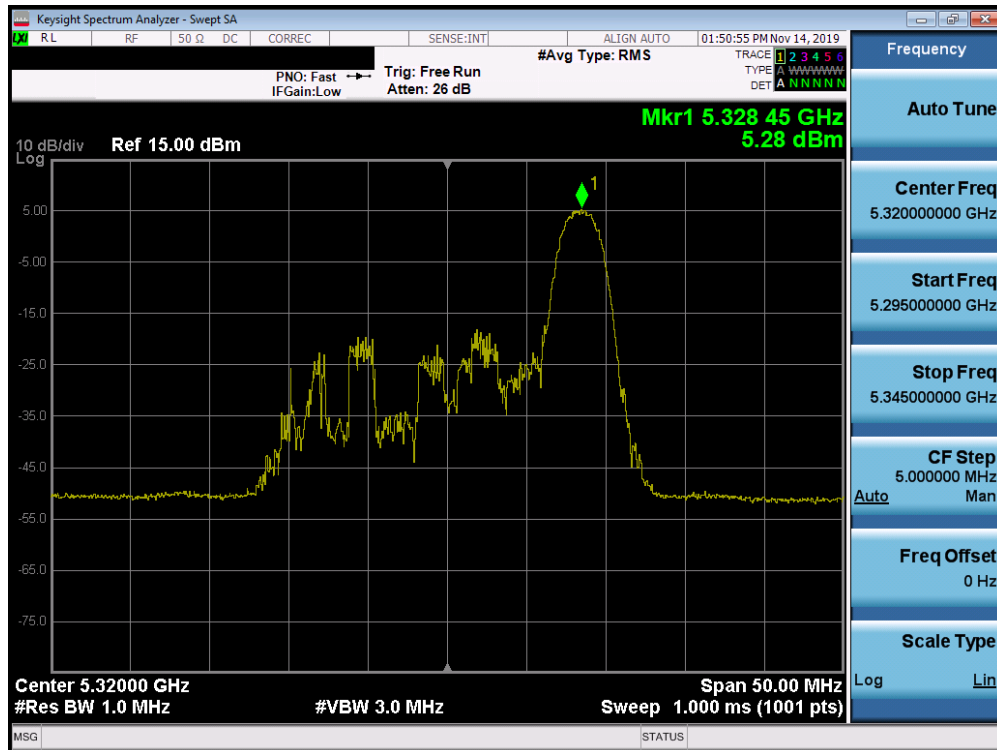 Keysight Spectrum Analyzer - Swept SA
LXI RL RF 50 Ω DC CORREC SENSE:INT ALIGN AUTO 01:50:55 PM Nov 14, 2019
#Avg Type: RMS
TRACE 1 2 3 4 5 6
TYPE A WWWWWW
DET A N N N N N
PNO: Fast
IFGain:Low
Trig: Free Run
Atten: 26 dB
Mkr1 5.328 45 GHz
5.28 dBm
10 dB/div
Log
Ref 15.00 dBm
1
5.00
-5.00
-15.0
-25.0
-35.0
-45.0
-55.0
-65.0
-75.0
Center 5.32000 GHz
Span 50.00 MHz
#Res BW 1.0 MHz
#VBW 3.0 MHz
Sweep 1.000 ms (1001 pts)
MSG
STATUS
Frequency
Auto Tune
Center Freq
5.320000000 GHz
Start Freq
5.295000000 GHz
Stop Freq
5.345000000 GHz
CF Step
5.000000 MHz
Auto Man
Freq Offset
0 Hz
Scale Type
Log Lin